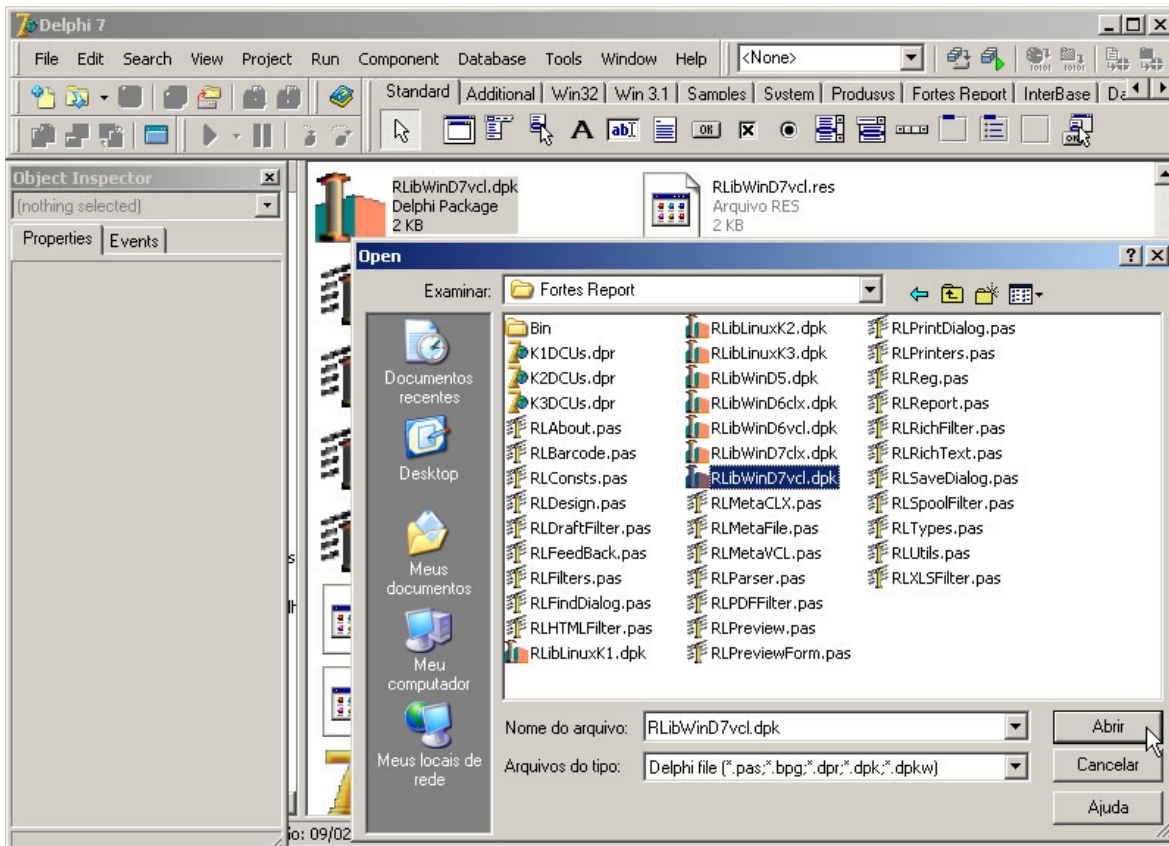 Delphi 7
File Edit Search View Project Run Component Database Tools Window Help <None>
Standard Additional Win32 Win 3.1 Samples System Produsys Fortes Report InterBase
Object Inspector
(nothing selected)
Properties Events
RLibWinD7vcl.dpk
Delphi Package
2 KB
RLibWinD7vcl.res
Arquivo RES
2 KB
Open
Examinar: Fortes Report
Documentos
recentes
Desktop
Meus
documentos
Meu
computador
Meus locais de
rede
Bin
K1DCUs.dpr
K2DCUs.dpr
K3DCUs.dpr
RLAbout.pas
RLBarcode.pas
RLConsts.pas
RLDesign.pas
RLDraftFilter.pas
RLFeedBack.pas
RLFilters.pas
RLFindDialog.pas
RLHTMLFilter.pas
RLibLinuxK1.dpk
RLibLinuxK2.dpk
RLibLinuxK3.dpk
RLibWinD5.dpk
RLibWinD6clx.dpk
RLibWinD6vcl.dpk
RLibWinD7clx.dpk
RLibWinD7vcl.dpk
RLMetaCLX.pas
RLMetaFile.pas
RLMetaVCL.pas
RLParser.pas
RLPDFFilter.pas
RLPreview.pas
RLPreviewForm.pas
RLPrintDialog.pas
RLPrinters.pas
RLReg.pas
RLReport.pas
RLRichFilter.pas
RLRichText.pas
RLSaveDialog.pas
RLSpoolFilter.pas
RLTypes.pas
RLUtils.pas
RLXLSFilter.pas
Nome do arquivo: RLibWinD7vcl.dpk Abrir
Arquivos do tipo: Delphi file (*.pas;*.bpg;*.dpr;*.dpk;*.dpkw) Cancelar
Ajuda
io: 09/02